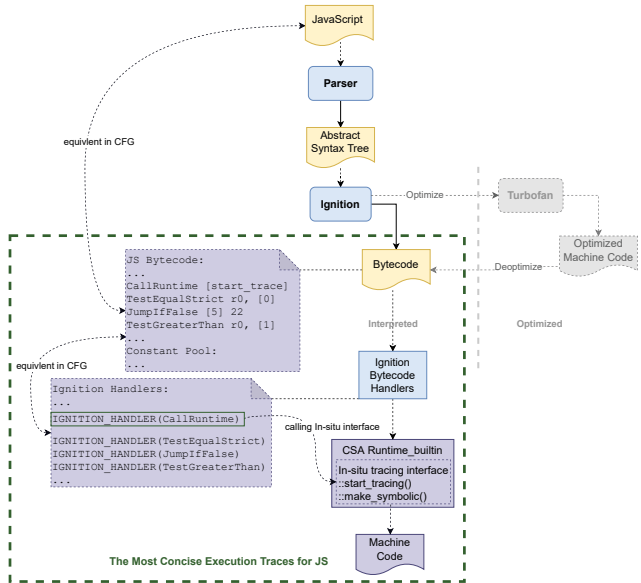 JavaScript
Parser
equivlent in CFG
Abstract
Syntax Tree
Ignition
Optimize
Turbofan
Optimized
Machine Code
Deoptimize
Bytecode
JS Bytecode:
...
CallRuntime [start_trace]
TestEqualStrict r0, [0]
JumpIfFalse [5] 22
TestGreaterThan r0, [1]
...
Constant Pool:
...
Interpreted
Optimized
equivlent in CFG
Ignition
Bytecode
Handlers
Ignition Handlers:
...
IGNITION_HANDLER(CallRuntime)
IGNITION_HANDLER(TestEqualStrict)
IGNITION_HANDLER(JumpIfFalse)
IGNITION_HANDLER(TestGreaterThan)
...
calling In-situ interface
CSA Runtime_builtin
In-situ tracing interface
::start_tracing()
::make_symbolic()
Machine
Code
The Most Concise Execution Traces for JS